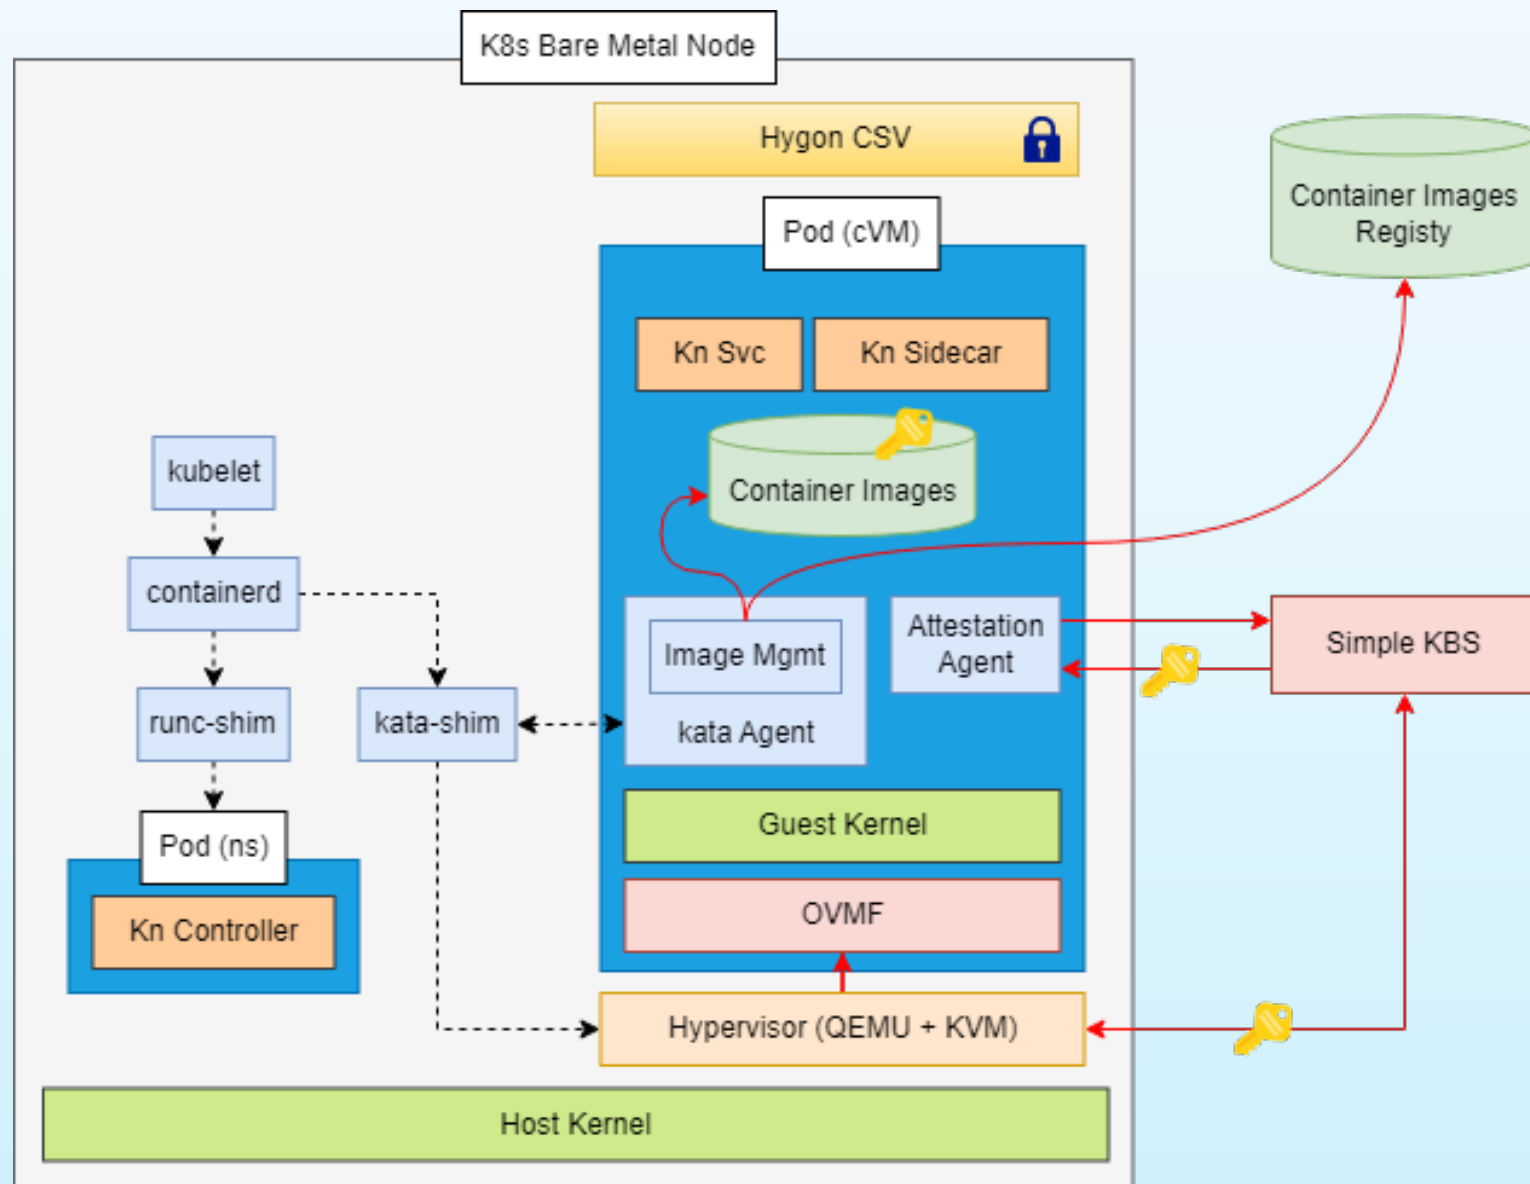 K8s Bare Metal Node
Hygon CSV
Pod (cVM)
Container Images
Registy
Kn Svc
Kn Sidecar
kubelet
Container Images
containerd
Attestation
Agent
Image Mgmt
Simple KBS
runc-shim
kata-shim
kata Agent
Guest Kernel
Pod (ns)
OVMF
Kn Controller
Hypervisor (QEMU + KVM)
Host Kernel